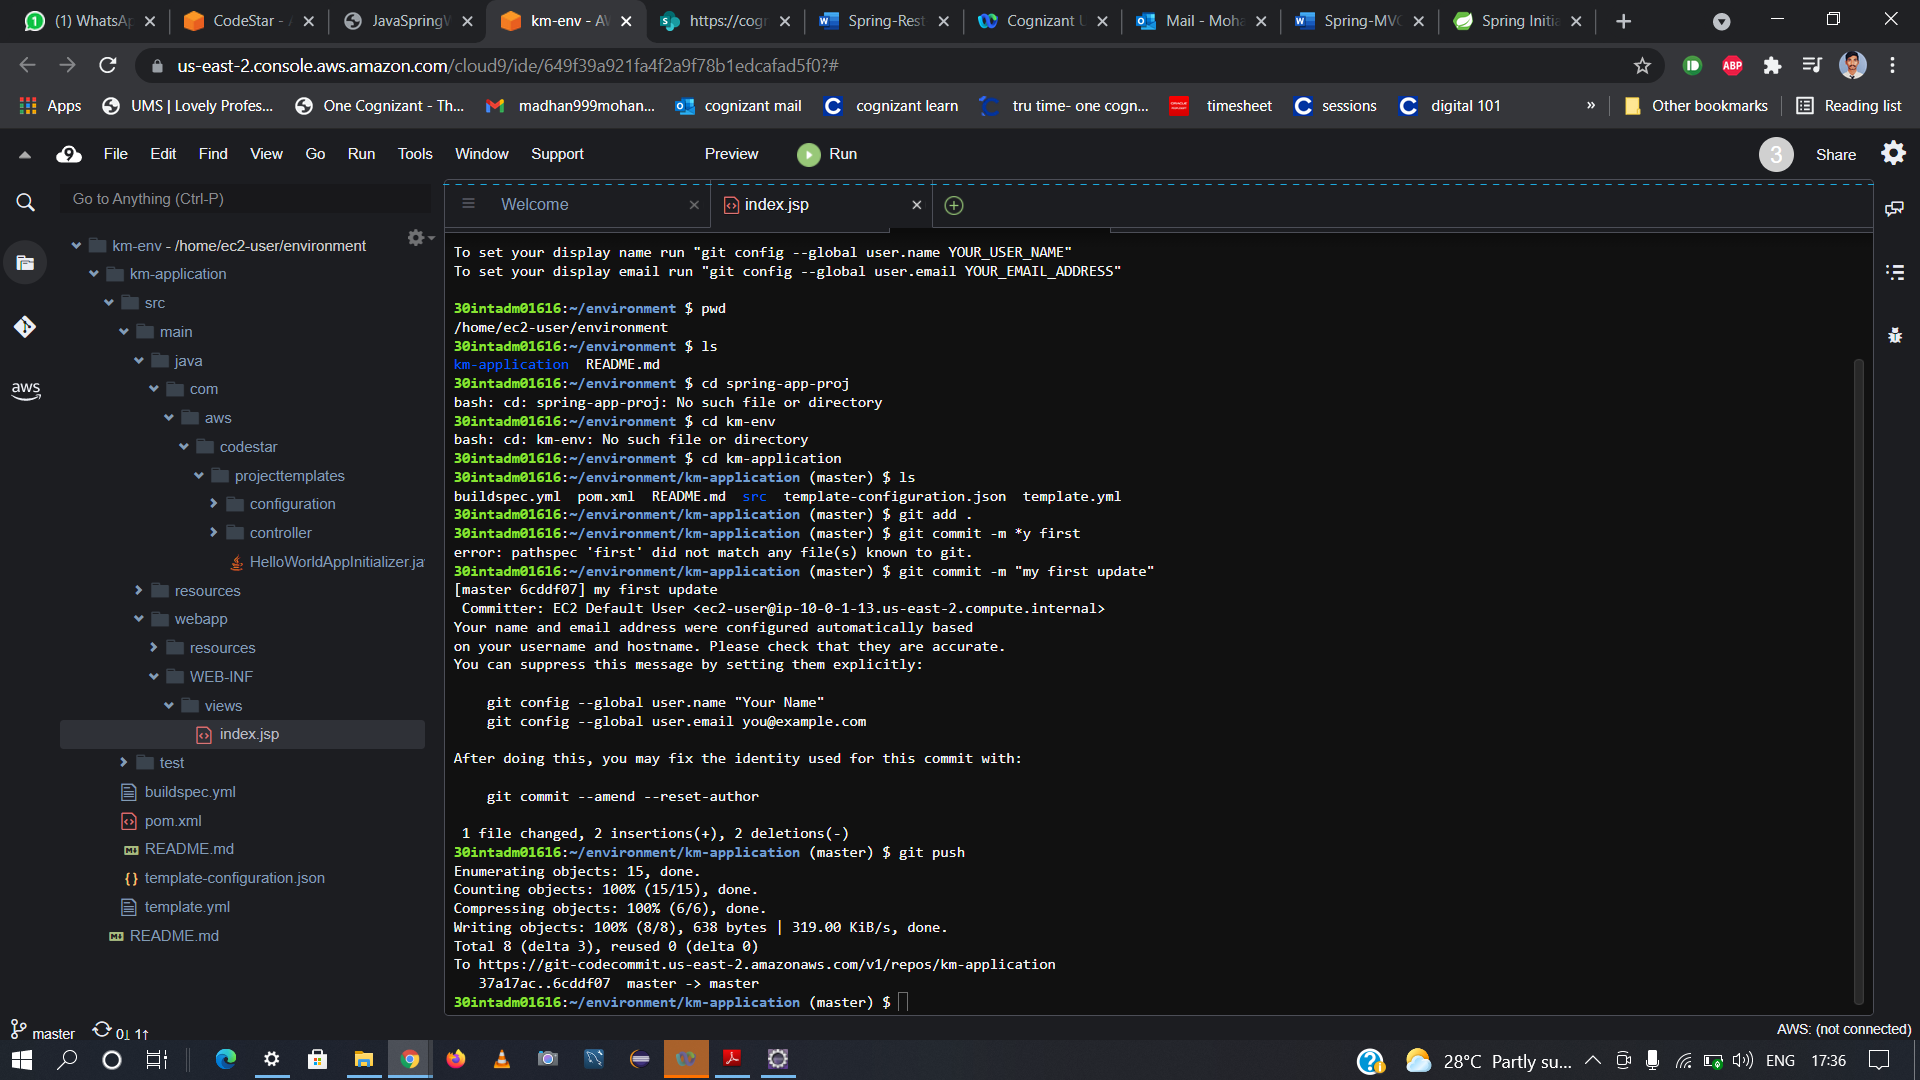 (1) WhatsAp
CodeStar - A
JavaSpringW
km-env - AW
https://cogn
Spring-Rest
Cognizant U
Mail - Moha
Spring-MVC
Spring Initia
us-east-2.console.aws.amazon.com/cloud9/ide/649f39a921fa4f2a9f78b1edcafad5f0?#
Apps
UMS | Lovely Profes...
One Cognizant - Th...
madhan999mohan...
cognizant mail
cognizant learn
tru time- one cogn...
timesheet
sessions
digital 101
»
Other bookmarks
Reading list
File Edit Find View Go Run Tools Window Support Preview Run
3 Share
Go to Anything (Ctrl-P)
Welcome
index.jsp
km-env - /home/ec2-user/environment
km-application
src
main
java
com
aws
codestar
projecttemplates
configuration
controller
HelloWorldAppInitializer.jav
resources
webapp
resources
WEB-INF
views
index.jsp
test
buildspec.yml
pom.xml
README.md
template-configuration.json
template.yml
README.md
aws
To set your display name run "git config --global user.name YOUR_USER_NAME"
To set your display email run "git config --global user.email YOUR_EMAIL_ADDRESS"
30intadm01616:~/environment $ pwd
/home/ec2-user/environment
30intadm01616:~/environment $ ls
km-application  README.md
30intadm01616:~/environment $ cd spring-app-proj
bash: cd: spring-app-proj: No such file or directory
30intadm01616:~/environment $ cd km-env
bash: cd: km-env: No such file or directory
30intadm01616:~/environment $ cd km-application
30intadm01616:~/environment/km-application (master) $ ls
buildspec.yml  pom.xml  README.md  src  template-configuration.json  template.yml
30intadm01616:~/environment/km-application (master) $ git add .
30intadm01616:~/environment/km-application (master) $ git commit -m *y first
error: pathspec 'first' did not match any file(s) known to git.
30intadm01616:~/environment/km-application (master) $ git commit -m "my first update"
[master 6cddf07] my first update
Committer: EC2 Default User <ec2-user@ip-10-0-1-13.us-east-2.compute.internal>
Your name and email address were configured automatically based
on your username and hostname. Please check that they are accurate.
You can suppress this message by setting them explicitly:
git config --global user.name "Your Name"
git config --global user.email you@example.com
After doing this, you may fix the identity used for this commit with:
git commit --amend --reset-author
1 file changed, 2 insertions(+), 2 deletions(-)
30intadm01616:~/environment/km-application (master) $ git push
Enumerating objects: 15, done.
Counting objects: 100% (15/15), done.
Compressing objects: 100% (6/6), done.
Writing objects: 100% (8/8), 638 bytes | 319.00 KiB/s, done.
Total 8 (delta 3), reused 0 (delta 0)
To https://git-codecommit.us-east-2.amazonaws.com/v1/repos/km-application
37a17ac..6cddf07  master -> master
30intadm01616:~/environment/km-application (master) $
master 0↓ 1↑
AWS: (not connected)
28°C Partly su...
ENG 17:36